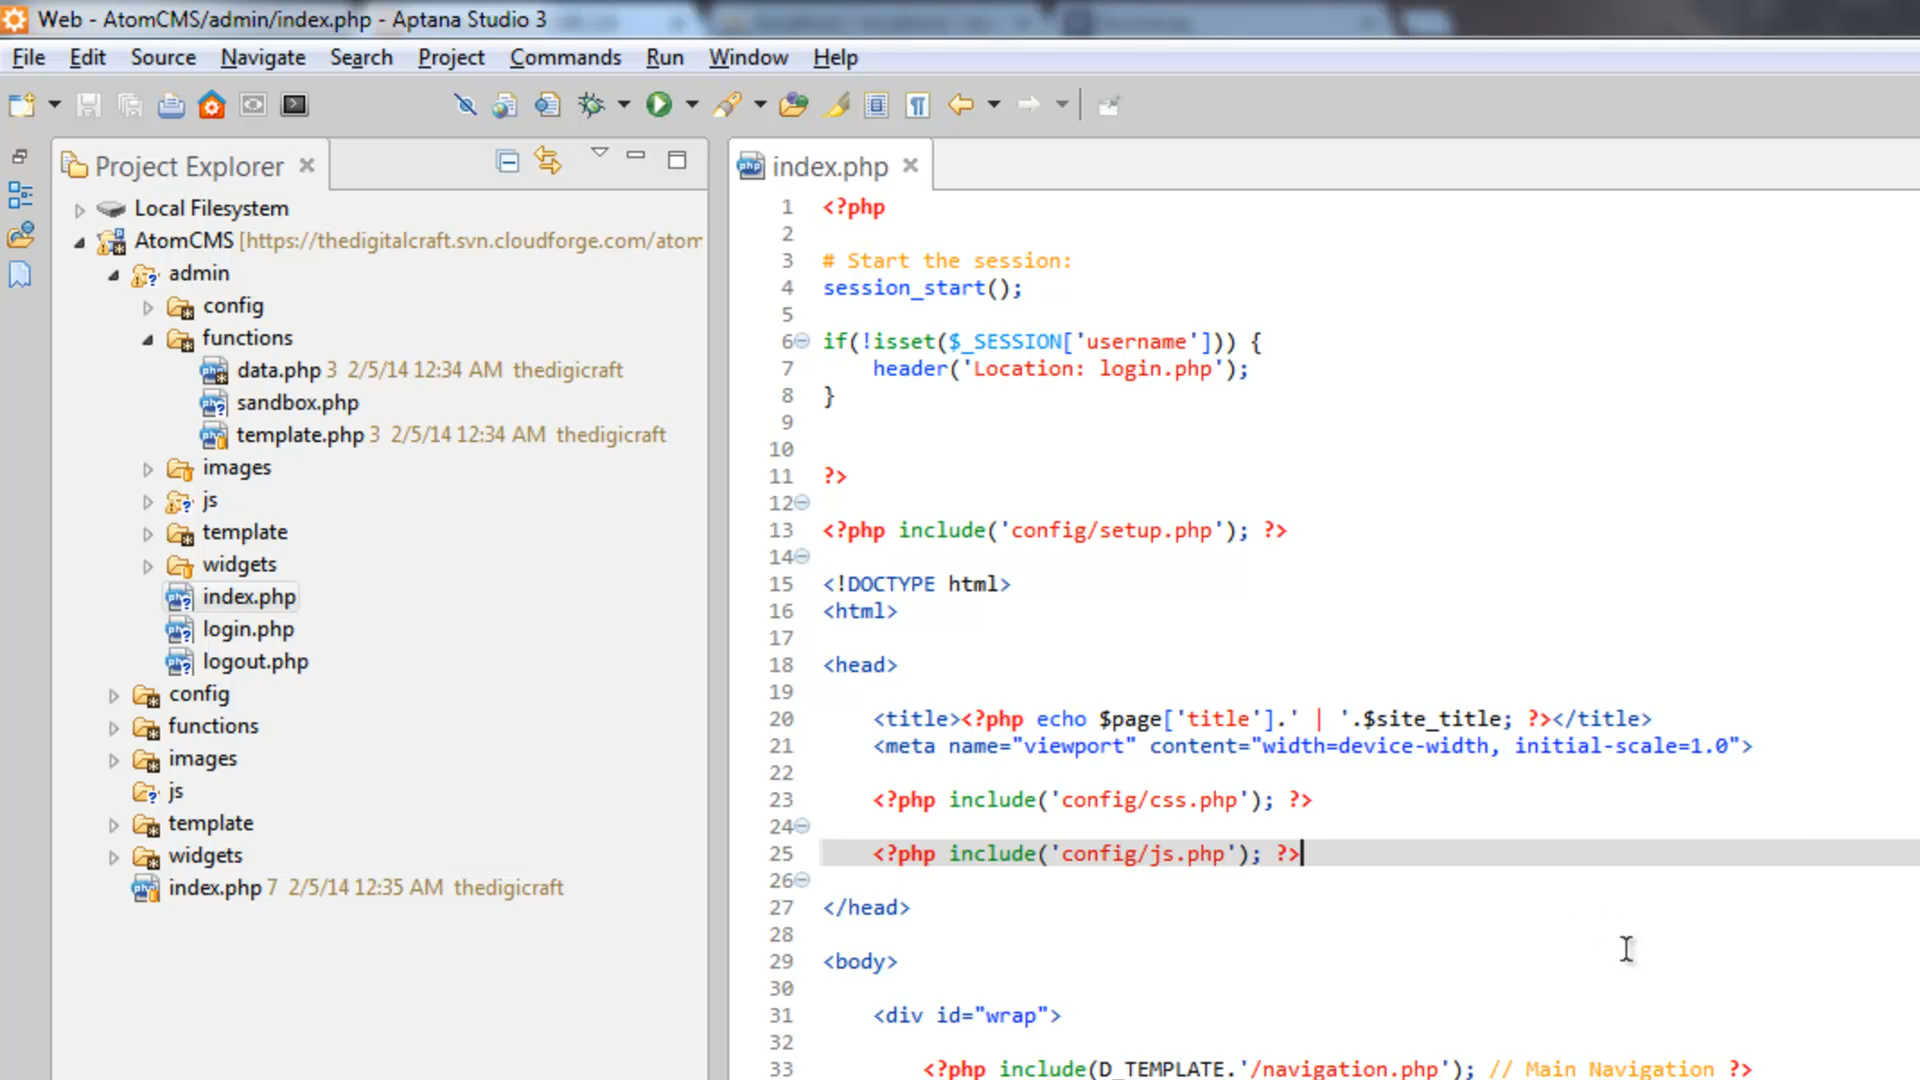 Web - AtomCMS/admin/index.php - Aptana Studio 3
File Edit Source Navigate Search Project Commands Run Window Help
Project Explorer
Local Filesystem
AtomCMS [https://thedigitalcraft.svn.cloudforge.com/atom
admin
config
functions
data.php 3 2/5/14 12:34 AM thedigicraft
sandbox.php
template.php 3 2/5/14 12:34 AM thedigicraft
images
js
template
widgets
index.php
login.php
logout.php
config
functions
images
js
template
widgets
index.php 7 2/5/14 12:35 AM thedigicraft
index.php
1 <?php
2
3 # Start the session:
4 session_start();
5
6 if(!isset($_SESSION['username'])) {
7 header('Location: login.php');
8 }
9
10
11 ?>
12
13 <?php include('config/setup.php'); ?>
14
15 <!DOCTYPE html>
16 <html>
17
18 <head>
19
20 <title><?php echo $page['title'].' | '.$site_title; ?></title>
21 <meta name="viewport" content="width=device-width, initial-scale=1.0">
22
23 <?php include('config/css.php'); ?>
24
25 <?php include('config/js.php'); ?>
26
27 </head>
28
29 <body>
30
31 <div id="wrap">
32
33 <?php include(D_TEMPLATE.'/navigation.php'); // Main Navigation ?>